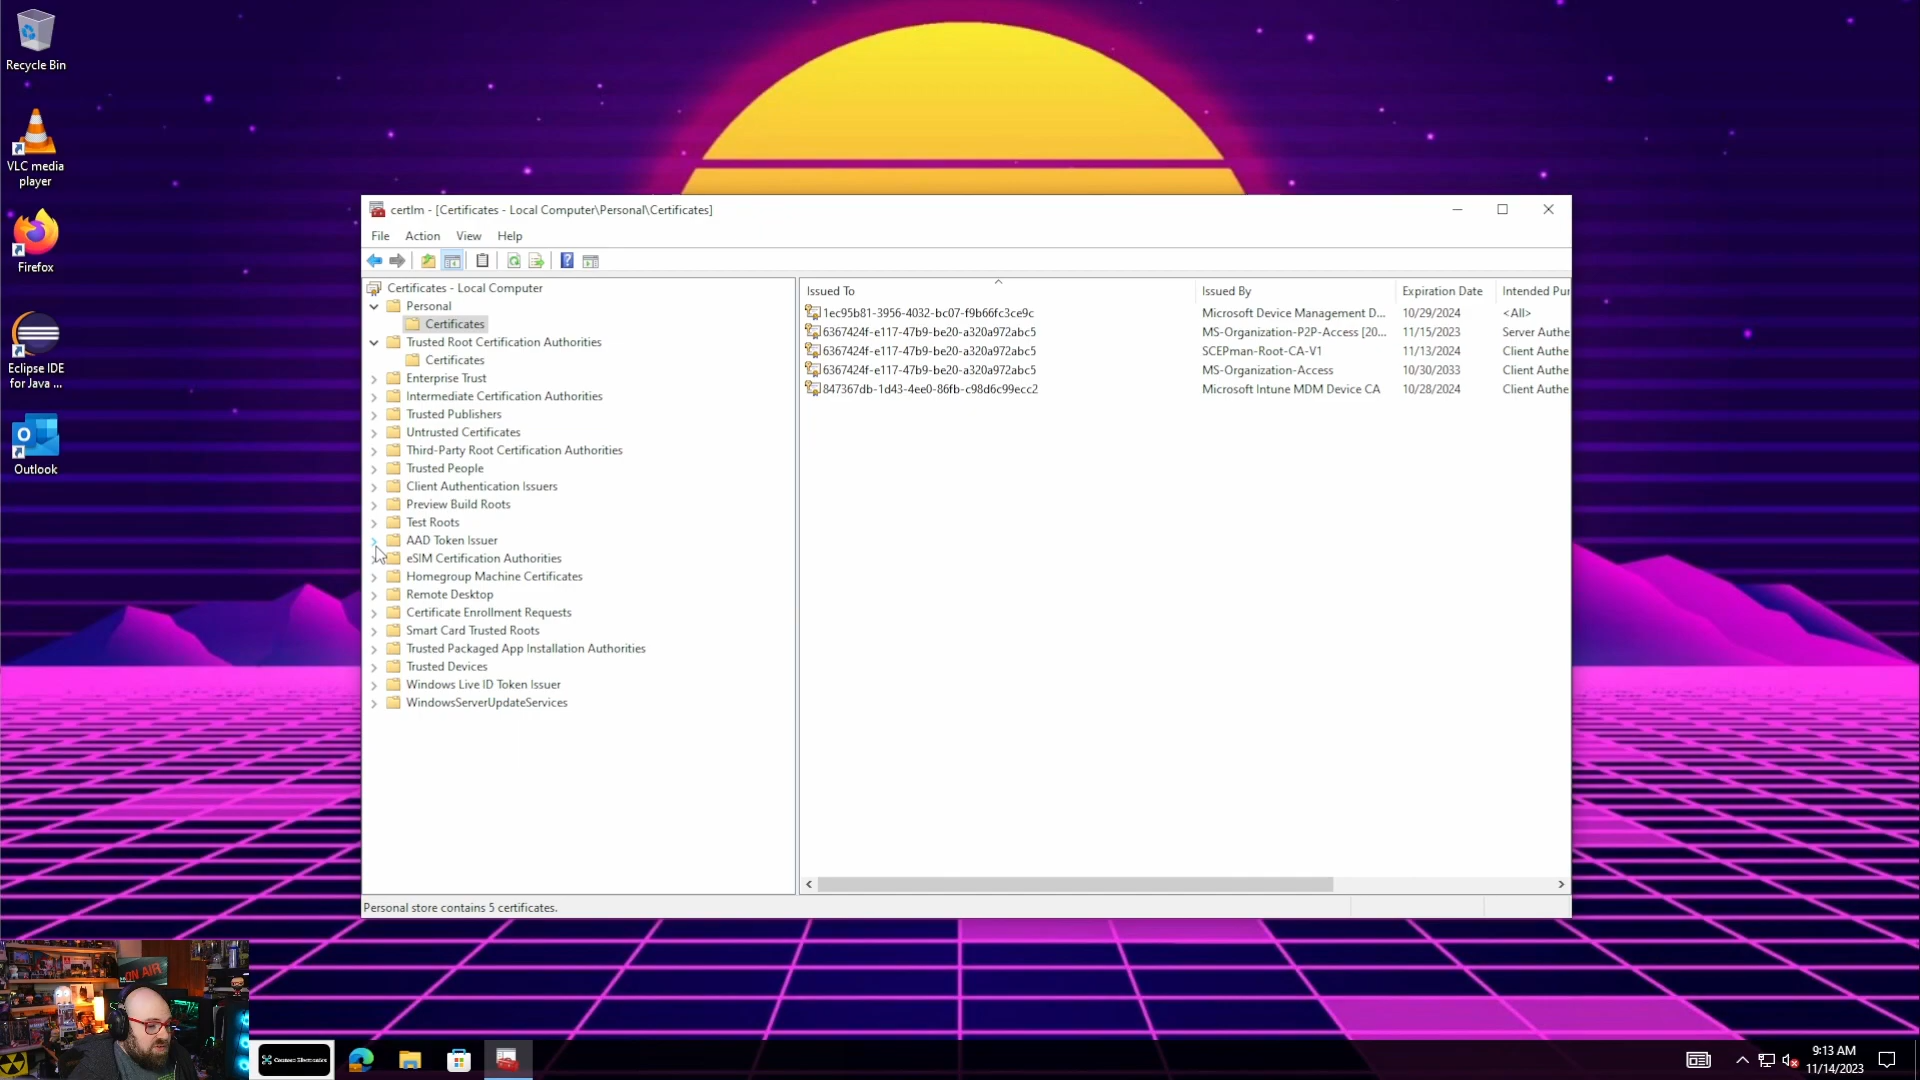 Recycle Bin
VLC media
player
Firefox
Eclipse IDE
for Java ...
Outlook
certlm - [Certificates - Local Computer\Personal\Certificates]
File Action View Help
Certificates - Local Computer
Personal
Certificates
Trusted Root Certification Authorities
Certificates
Enterprise Trust
Intermediate Certification Authorities
Trusted Publishers
Untrusted Certificates
Third-Party Root Certification Authorities
Trusted People
Client Authentication Issuers
Preview Build Roots
Test Roots
AAD Token Issuer
eSIM Certification Authorities
Homegroup Machine Certificates
Remote Desktop
Certificate Enrollment Requests
Smart Card Trusted Roots
Trusted Packaged App Installation Authorities
Trusted Devices
Windows Live ID Token Issuer
WindowsServerUpdateServices
Issued To Issued By Expiration Date Intended Pur
1ec95b81-3956-4032-bc07-f9b66fc3ce9c Microsoft Device Management D... 10/29/2024 <All>
6367424f-e117-47b9-be20-a320a972abc5 MS-Organization-P2P-Access [20... 11/15/2023 Server Authe
6367424f-e117-47b9-be20-a320a972abc5 SCEPman-Root-CA-V1 11/13/2024 Client Authe
6367424f-e117-47b9-be20-a320a972abc5 MS-Organization-Access 10/30/2033 Client Authe
847367db-1d43-4ee0-86fb-c98d6c99ecc2 Microsoft Intune MDM Device CA 10/28/2024 Client Authe
Personal store contains 5 certificates.
ON AIR
9:13 AM
11/14/2023